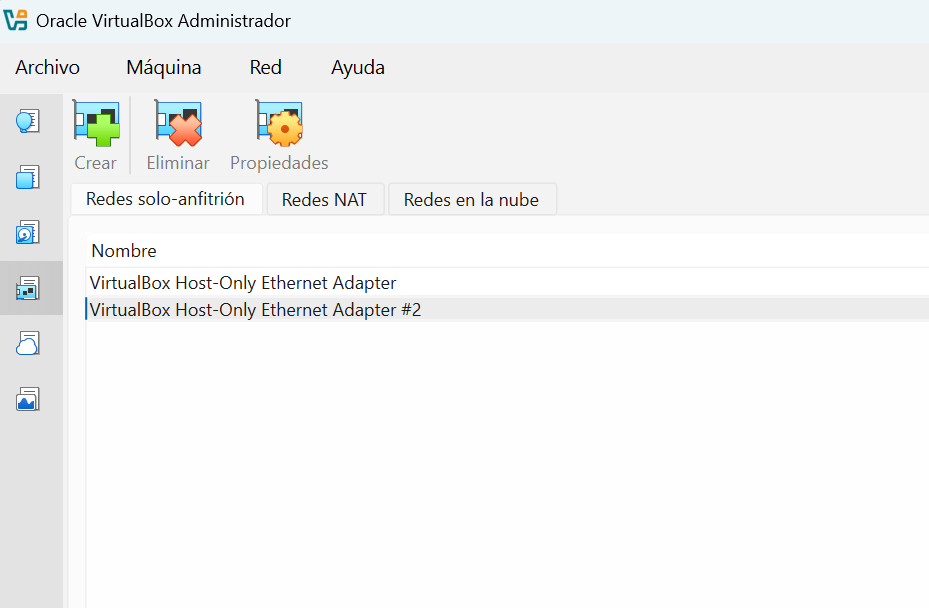 Oracle VirtualBox Administrador
Archivo Máquina Red Ayuda
Crear Eliminar Propiedades
Redes solo-anfitrión Redes NAT Redes en la nube
Nombre
VirtualBox Host-Only Ethernet Adapter
VirtualBox Host-Only Ethernet Adapter #2